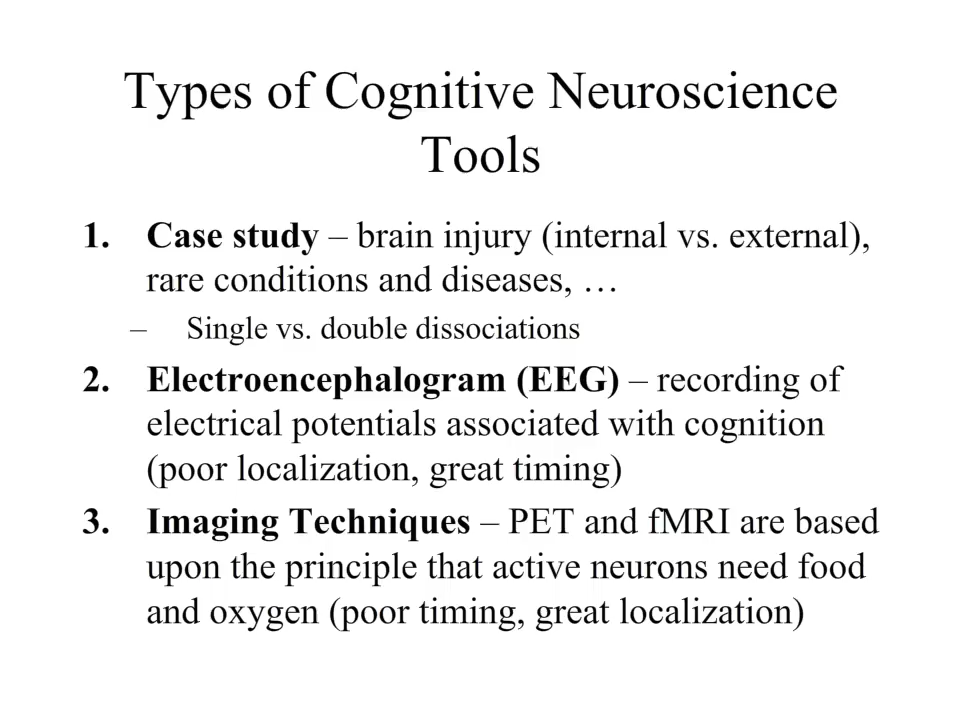 Types of Cognitive Neuroscience
Tools
1. Case study – brain injury (internal vs. external),
rare conditions and diseases, …
– Single vs. double dissociations
2. Electroencephalogram (EEG) – recording of
electrical potentials associated with cognition
(poor localization, great timing)
3. Imaging Techniques – PET and fMRI are based
upon the principle that active neurons need food
and oxygen (poor timing, great localization)